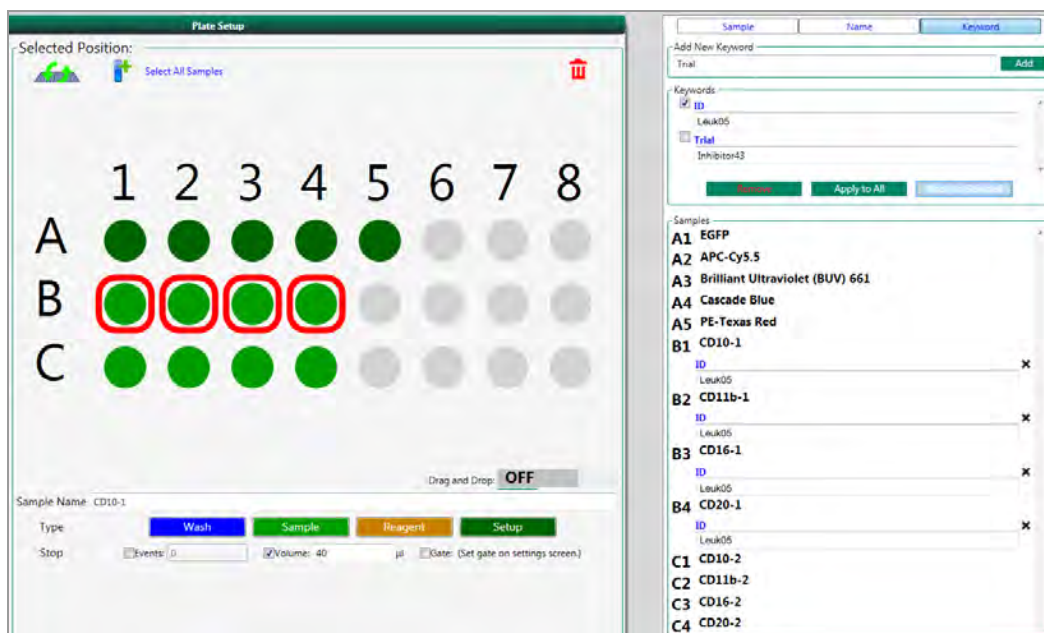 Plate Setup
Selected Position:
Select All Samples
1 2 3 4 5 6 7 8
A
B
C
Drag and Drop: OFF
Sample Name CD10-1
Type Wash Sample Reagent Setup
Stop Events: 0 Volume: 40 µl Gate: (Set gate on settings screen.)
Sample Name Keyword
Add New Keyword
Trial Add
Keywords
ID
Leuk05
Trial
Inhibitor43
Apply to All
Samples
A1 EGFP
A2 APC-Cy5.5
A3 Brilliant Ultraviolet (BUV) 661
A4 Cascade Blue
A5 PE-Texas Red
B1 CD10-1
ID
Leuk05
B2 CD11b-1
ID
Leuk05
B3 CD16-1
ID
Leuk05
B4 CD20-1
ID
Leuk05
C1 CD10-2
C2 CD11b-2
C3 CD16-2
C4 CD20-2